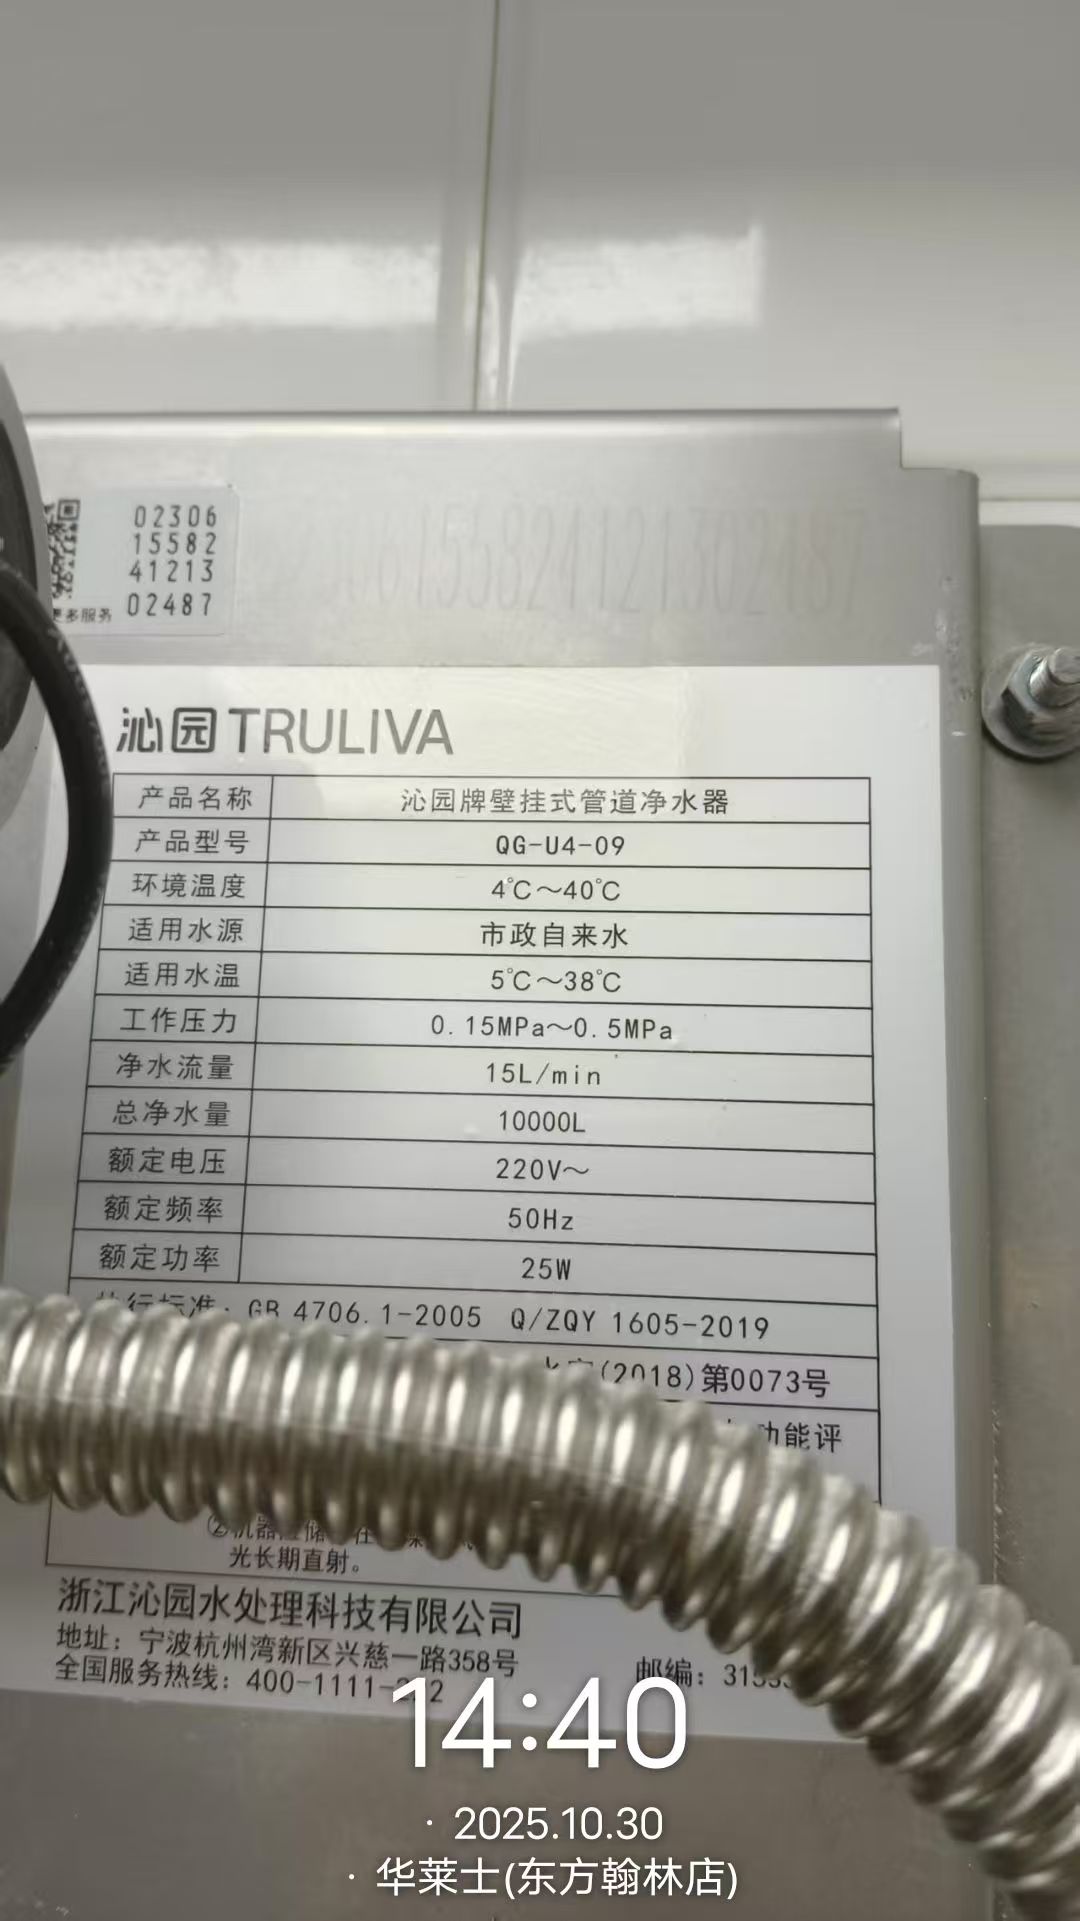 02306
15582
41213
02487
更多服务
沁园 TRULIVA
产品名称 沁园牌壁挂式管道净水器
产品型号 QG-U4-09
环境温度 4℃～40℃
适用水源 市政自来水
适用水温 5℃～38℃
工作压力 0.15MPa～0.5MPa
净水流量 15L/min
总净水量 10000L
额定电压 220V～
额定频率 50Hz
额定功率 25W
执行标准：GB 4706.1-2005 Q/ZQY 1605-2019
(2018)第0073号
功能评
光长期直射。
浙江沁园水处理科技有限公司
地址：宁波杭州湾新区兴慈一路358号
全国服务热线：400-1111-
邮编：315
14:40
· 2025.10.30
· 华莱士(东方翰林店)